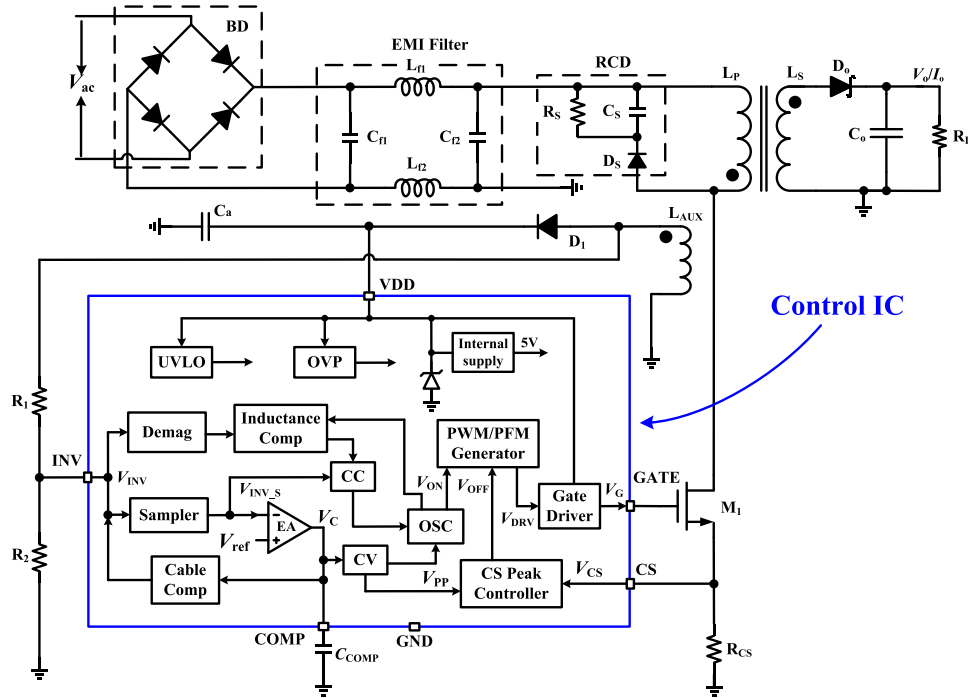 BD
EMI Filter
Vac
Lf1
Cf1
Cf2
Lf2
RCD
RS
CS
DS
LP
LS
Do
Vo/Io
Co
Ca
D1
LAUX
VDD
Control IC
UVLO
OVP
Internal supply
5V
R1
Demag
Inductance Comp
PWM/PFM Generator
INV
VINV
CC
VON
VOFF
GATE
VINV_S
Sampler
EA
VC
OSC
VDRV
Gate Driver
VG
M1
R2
Vref
Cable Comp
CV
VPP
CS Peak Controller
VCS
CS
COMP
GND
CCOMP
RCS